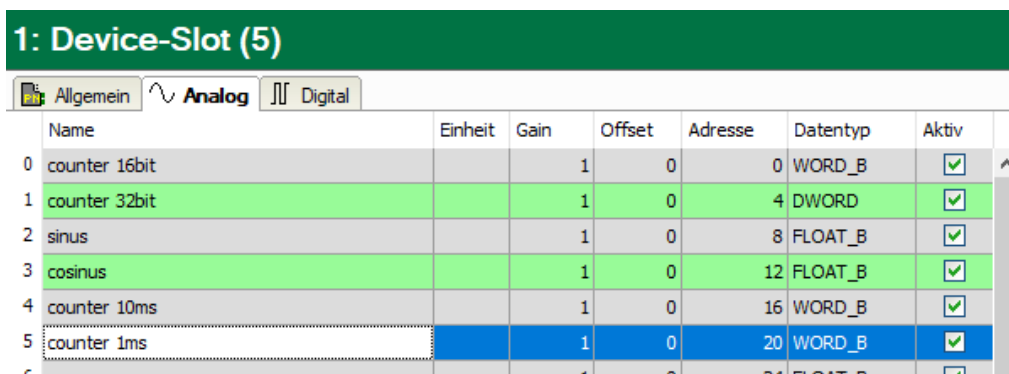 1: Device-Slot (5)
PN Allgemein Analog Digital
Name Einheit Gain Offset Adresse Datentyp Aktiv
0 counter 16bit 1 0 0 WORD_B
1 counter 32bit 1 0 4 DWORD
2 sinus 1 0 8 FLOAT_B
3 cosinus 1 0 12 FLOAT_B
4 counter 10ms 1 0 16 WORD_B
5 counter 1ms 1 0 20 WORD_B